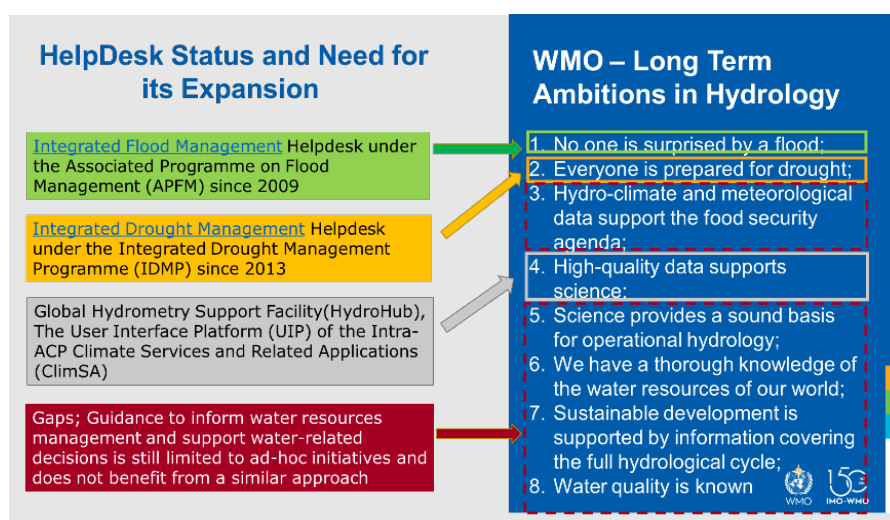 HelpDesk Status and Need for
its Expansion
Integrated Flood Management Helpdesk under
the Associated Programme on Flood
Management (APFM) since 2009
Integrated Drought Management Helpdesk
under the Integrated Drought Management
Programme (IDMP) since 2013
Global Hydrometry Support Facility(HydroHub),
The User Interface Platform (UIP) of the Intra-
ACP Climate Services and Related Applications
(ClimSA)
Gaps; Guidance to inform water resources
management and support water-related
decisions is still limited to ad-hoc initiatives and
does not benefit from a similar approach
WMO – Long Term
Ambitions in Hydrology
1. No one is surprised by a flood;
2. Everyone is prepared for drought;
3. Hydro-climate and meteorological
data support the food security
agenda;
4. High-quality data supports
science;
5. Science provides a sound basis
for operational hydrology;
6. We have a thorough knowledge of
the water resources of our world;
7. Sustainable development is
supported by information covering
the full hydrological cycle;
8. Water quality is known
WMO
150
IMO-WMO